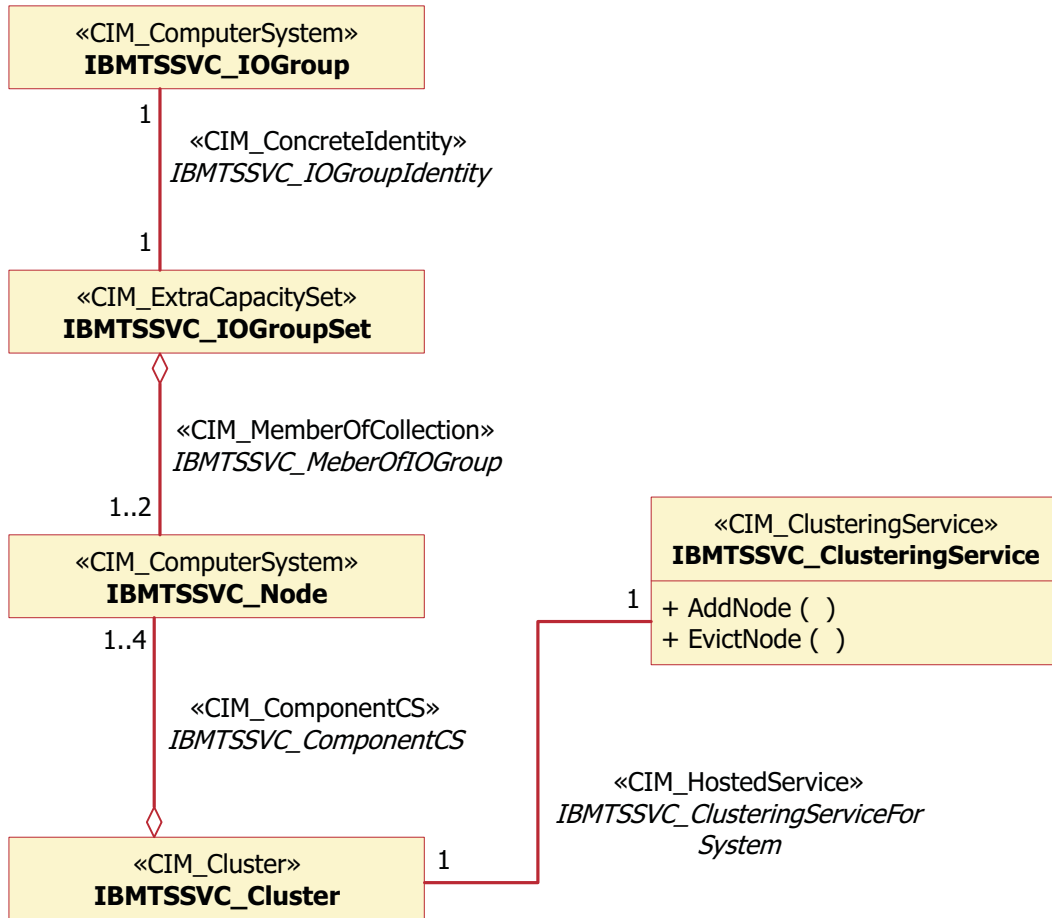 «CIM_ComputerSystem»
IBMTSSVC_IOGroup
1
«CIM_ConcreteIdentity»
IBMTSSVC_IOGroupIdentity
1
«CIM_ExtraCapacitySet»
IBMTSSVC_IOGroupSet
«CIM_MemberOfCollection»
IBMTSSVC_MeberOfIOGroup
1..2
«CIM_ComputerSystem»
IBMTSSVC_Node
1..4
«CIM_ClusteringService»
IBMTSSVC_ClusteringService
1
+ AddNode ( )
+ EvictNode ( )
«CIM_ComponentCS»
IBMTSSVC_ComponentCS
«CIM_HostedService»
IBMTSSVC_ClusteringServiceFor
System
«CIM_Cluster»
IBMTSSVC_Cluster
1